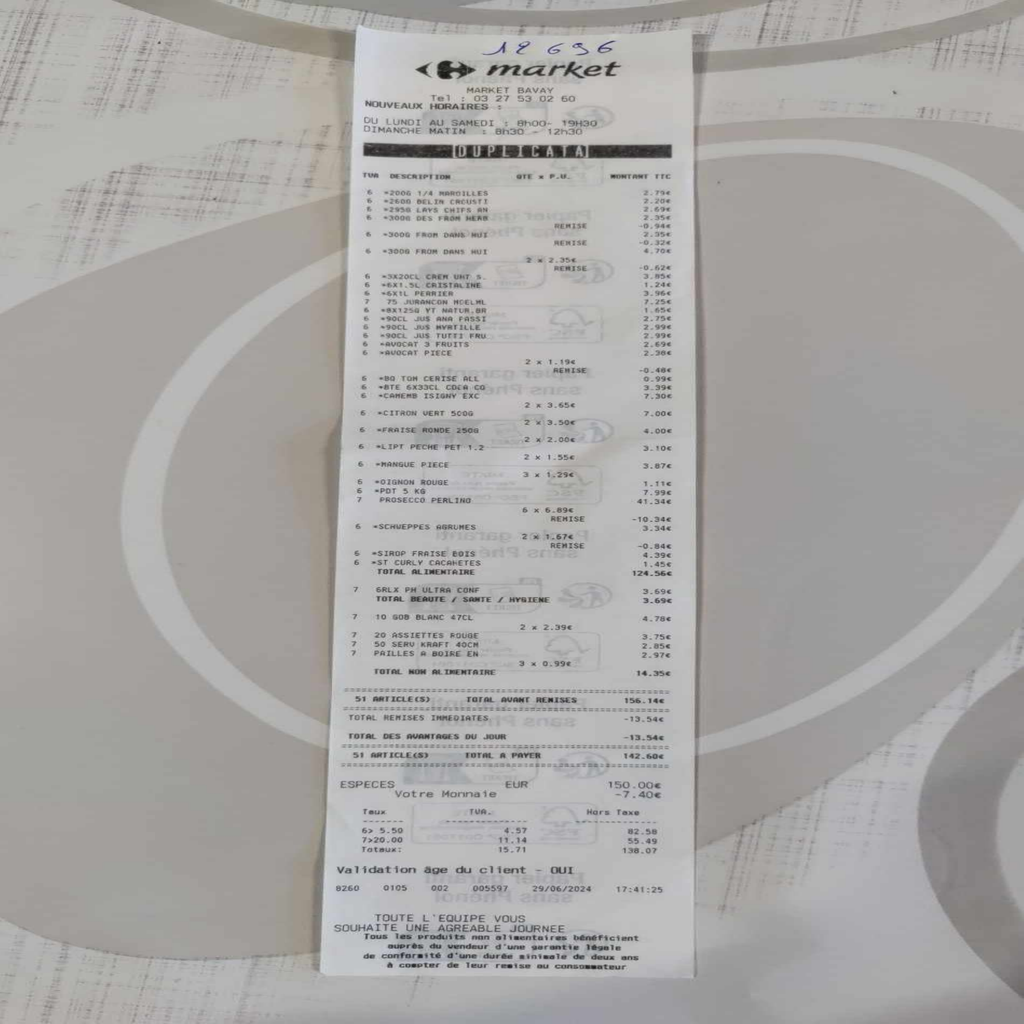 12 696
market
MARKET BAVAY
Tel : 03 27 53 02 60
NOUVEAUX HORAIRES :
DU LUNDI AU SAMEDI : 8h00- 19H30
DIMANCHE MATIN : 8h30 - 12h30
DUPLICATA
TVA DESCRIPTION QTE x P.U. MONTANT TTC
6 *200G 1/4 MAROILLES 2.79€
6 *260G BELIN CROUSTI 2.20€
6 *295G LAYS CHIPS AN 2.69€
6 *300G DES FROM HERB 2.35€
REMISE -0.94€
6 *300G FROM DANS HUI 2.35€
REMISE -0.32€
6 *300G FROM DANS HUI 4.70€
2 x 2.35€
REMISE -0.62€
6 *3X20CL CREM UHT S. 3.85€
6 *6X1.5L CRISTALINE 1.24€
6 *6X1L PERRIER 3.96€
7 75 JURANCON MOELML 7.25€
6 *8X125G YT NATUR.BR 1.65€
6 *90CL JUS ANA PASSI 2.75€
6 *90CL JUS MYRTILLE 2.99€
6 *90CL JUS TUTTI FRU 2.99€
6 *AVOCAT 3 FRUITS 2.69€
6 *AVOCAT PIECE 2.38€
2 x 1.19€
REMISE -0.48€
6 *BQ TOM CERISE ALL 0.99€
6 *BTE 6X33CL COCA CO 3.39€
6 *CAMEMB ISIGNY EXC 7.30€
2 x 3.65€
6 *CITRON VERT 500G 7.00€
2 x 3.50€
6 *FRAISE RONDE 250G 4.00€
2 x 2.00€
6 *LIPT PECHE PET 1.2 3.10€
2 x 1.55€
6 *MANGUE PIECE 3.87€
3 x 1.29€
6 *OIGNON ROUGE 1.11€
6 *PDT 5 KG 7.99€
7 PROSECCO PERLINO 41.34€
6 x 6.89€
REMISE -10.34€
6 *SCHWEPPES AGRUMES 3.34€
2 x 1.67€
REMISE -0.84€
6 *SIROP FRAISE BOIS 4.39€
6 *ST CURLY CACAHETES 1.45€
TOTAL ALIMENTAIRE 124.56€
7 6RLX PH ULTRA CONF 3.69€
TOTAL BEAUTE / SANTE / HYGIENE 3.69€
7 10 GOB BLANC 47CL 4.78€
2 x 2.39€
7 20 ASSIETTES ROUGE 3.75€
7 50 SERV KRAFT 40CM 2.85€
7 PAILLES A BOIRE EN 2.97€
3 x 0.99€
TOTAL NON ALIMENTAIRE 14.35€
51 ARTICLE(S) TOTAL AVANT REMISES 156.14€
TOTAL REMISES IMMEDIATES -13.54€
TOTAL DES AVANTAGES DU JOUR -13.54€
51 ARTICLE(S) TOTAL A PAYER 142.60€
ESPECES EUR 150.00€
Votre Monnaie -7.40€
Taux TVA. Hors Taxe
6> 5.50 4.57 82.58
7>20.00 11.14 55.49
Totaux: 15.71 138.07
Validation âge du client - OUI
8260 0105 002 005597 29/06/2024 17:41:25
TOUTE L'EQUIPE VOUS
SOUHAITE UNE AGREABLE JOURNEE
Tous les produits non alimentaires bénéficient
auprès du vendeur d'une garantie légale
de conformité d'une durée minimale de deux ans
à compter de leur remise au consommateur